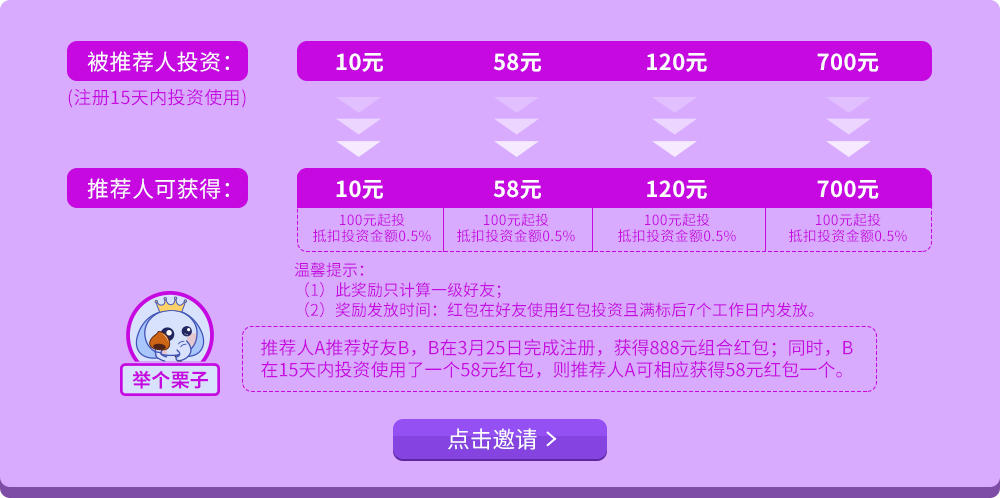 被推荐人投资：
10元 58元 120元 700元
(注册15天内投资使用)
推荐人可获得：
10元 58元 120元 700元
100元起投 100元起投 100元起投 100元起投
抵扣投资金额0.5% 抵扣投资金额0.5% 抵扣投资金额0.5% 抵扣投资金额0.5%
温馨提示：
（1）此奖励只计算一级好友；
（2）奖励发放时间：红包在好友使用红包投资且满标后7个工作日内发放。
推荐人A推荐好友B，B在3月25日完成注册，获得888元组合红包；同时，B
在15天内投资使用了一个58元红包，则推荐人A可相应获得58元红包一个。
举个栗子
点击邀请 >